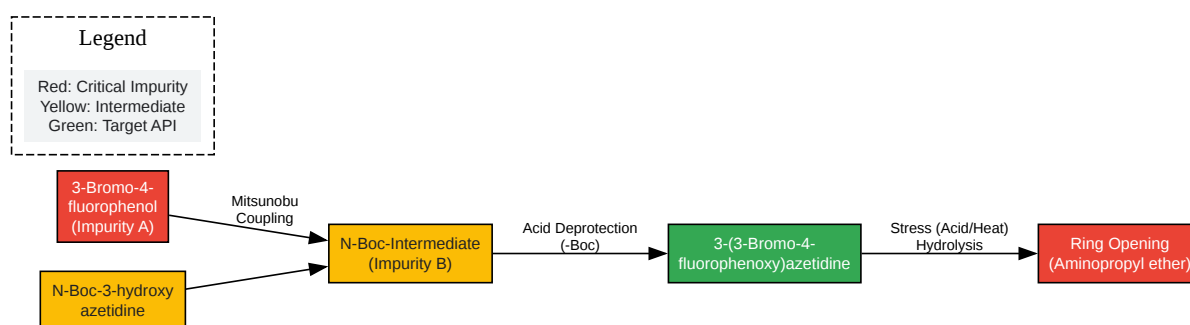 Legend
Red: Critical Impurity
Yellow: Intermediate
Green: Target API
3-Bromo-4-
fluorophenol
(Impurity A)
Mitsunobu
Coupling
N-Boc-3-hydroxy
azetidine
N-Boc-Intermediate
(Impurity B)
Acid Deprotection
(-Boc)
3-(3-Bromo-4-
fluorophenoxy)azetidine
Stress (Acid/Heat)
Hydrolysis
Ring Opening
(Aminopropyl ether)